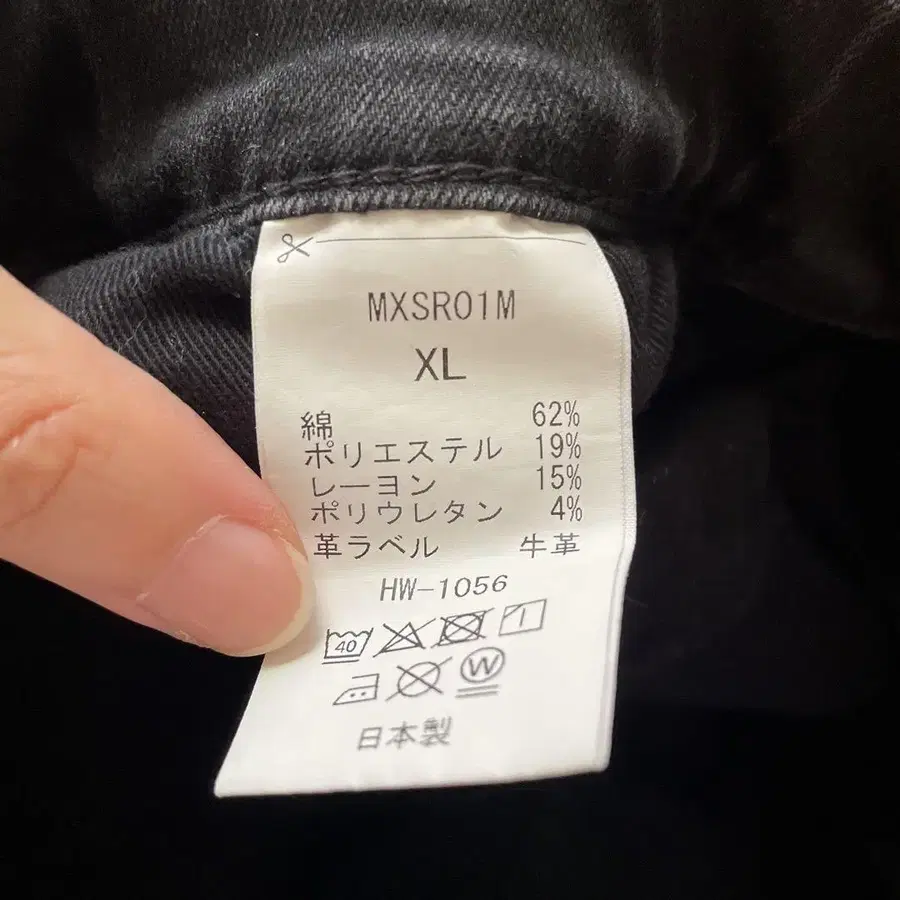 MXSR01M
XL
綿 62%
ポリエステル 19%
レーヨン 15%
ポリウレタン 4%
革ラベル 牛革
HW-1056
40
W
日本製